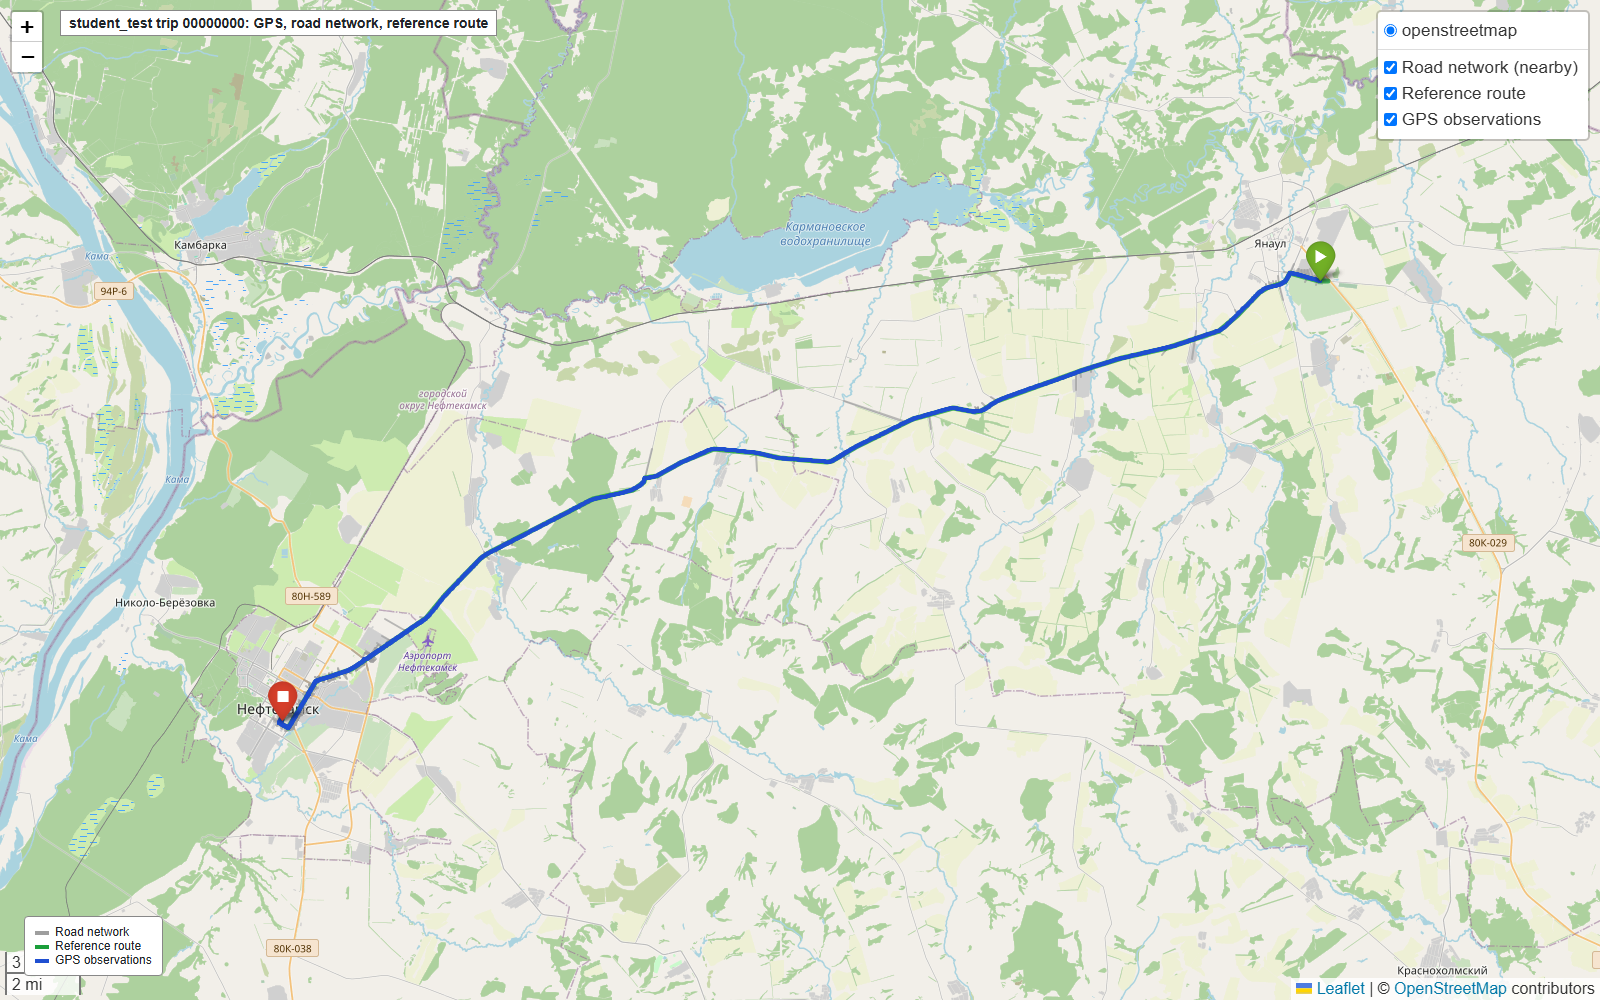 +
−
student_test trip 00000000: GPS, road network, reference route
openstreetmap
Road network (nearby)
Reference route
GPS observations
Кармановское
водохранилище
Янаул
Камбарка
Кама
94Р-6
городской
округ Нефтекамск
Кама
80К-029
80Н-589
Николо-Берёзовка
Аэропорт
Нефтекамск
Кама
Road network
Reference route
GPS observations
80К-038
3
2 mi
Краснохолмский
Leaflet | © OpenStreetMap contributors